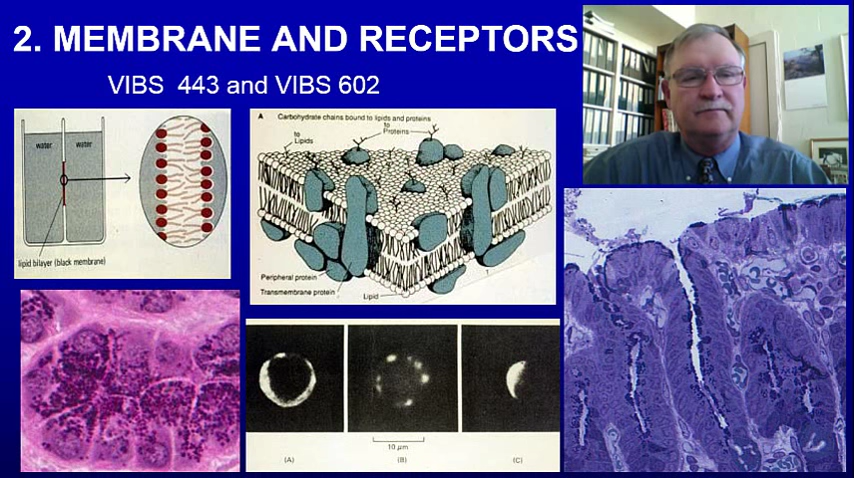 2. MEMBRANE AND RECEPTORS
VIBS 443 and VIBS 602
water
water
lipid bilayer (black membrane)
A Carbohydrate chains bound to lipids and proteins
to
Lipids
to
Proteins
Peripheral protein
Transmembrane protein
Lipid
1
10 μm
(A)
(B)
(C)